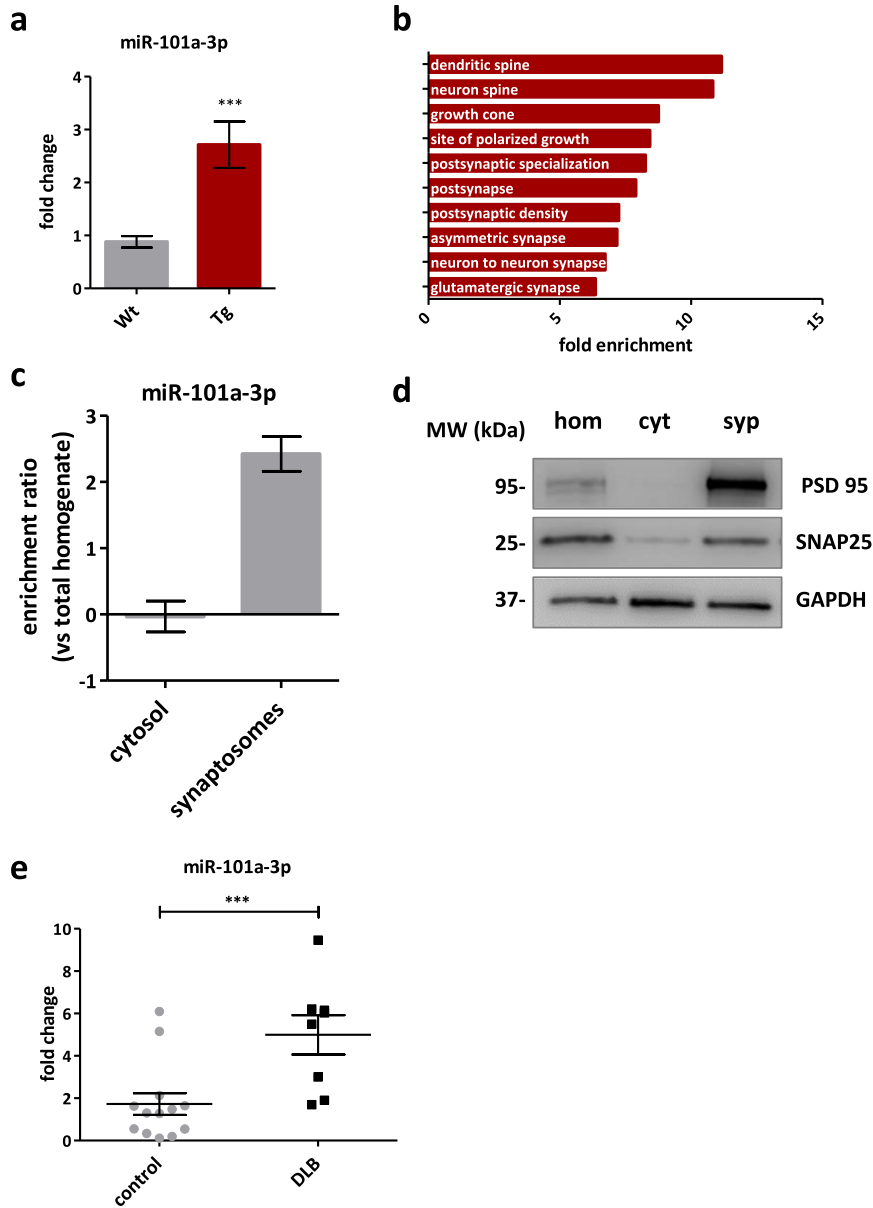 a
miR-101a-3p
fold change
4
3
2
1
0
***
Wt
Tg
b
dendritic spine
neuron spine
growth cone
site of polarized growth
postsynaptic specialization
postsynapse
postsynaptic density
asymmetric synapse
neuron to neuron synapse
glutamatergic synapse
0
5
10
15
fold enrichment
c
miR-101a-3p
enrichment ratio
(vs total homogenate)
3
2
1
0
-1
cytosol
synaptosomes
d
MW (kDa)
hom
cyt
syp
95-
PSD 95
25-
SNAP25
37-
GAPDH
e
miR-101a-3p
***
fold change
10
8
6
4
2
0
control
DLB